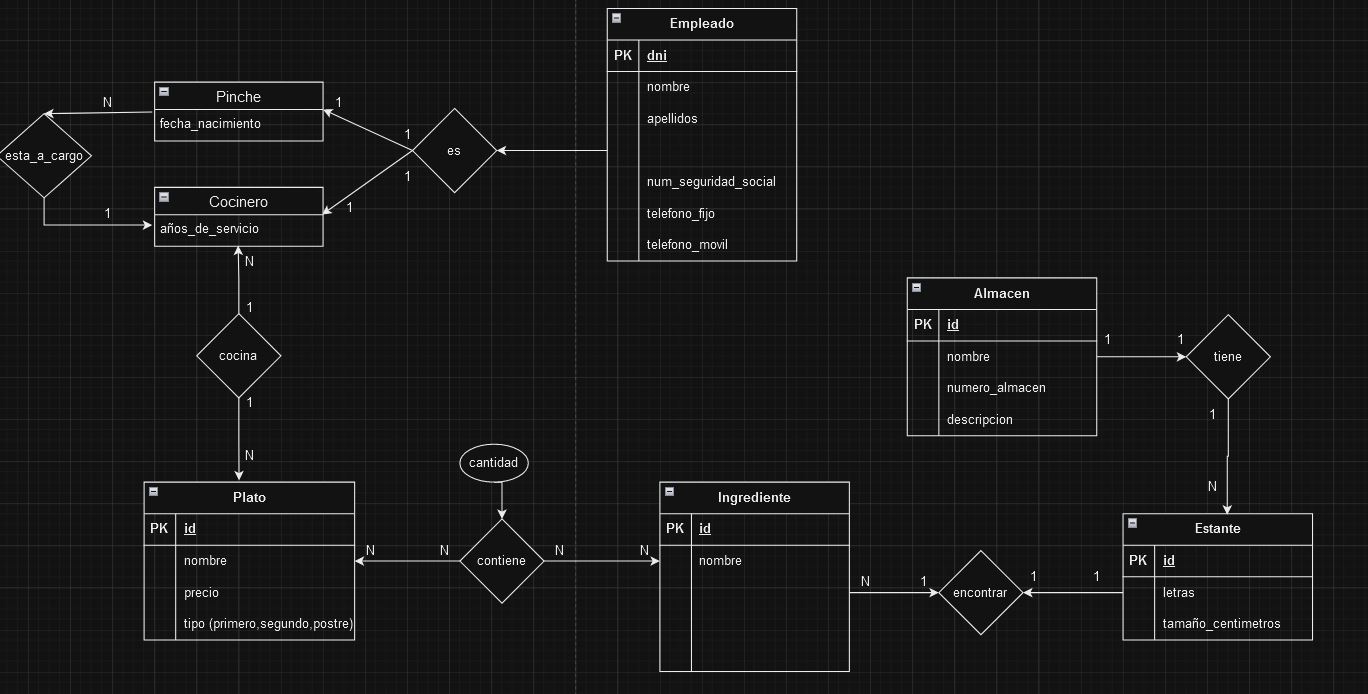 Empleado
PK dni
nombre
apellidos
num_seguridad_social
telefono_fijo
telefono_movil
Pinche
fecha_nacimiento
N
1
1
es
esta_a_cargo
1
1
Cocinero
años_de_servicio
1
N
1
cocina
1
N
Almacen
PK id
nombre
numero_almacen
descripcion
1
1
tiene
1
N
Plato
PK id
nombre
precio
tipo (primero,segundo,postre)
cantidad
N
N
contiene
N
N
Ingrediente
PK id
nombre
N
1
encontrar
1
1
Estante
PK id
letras
tamaño_centimetros